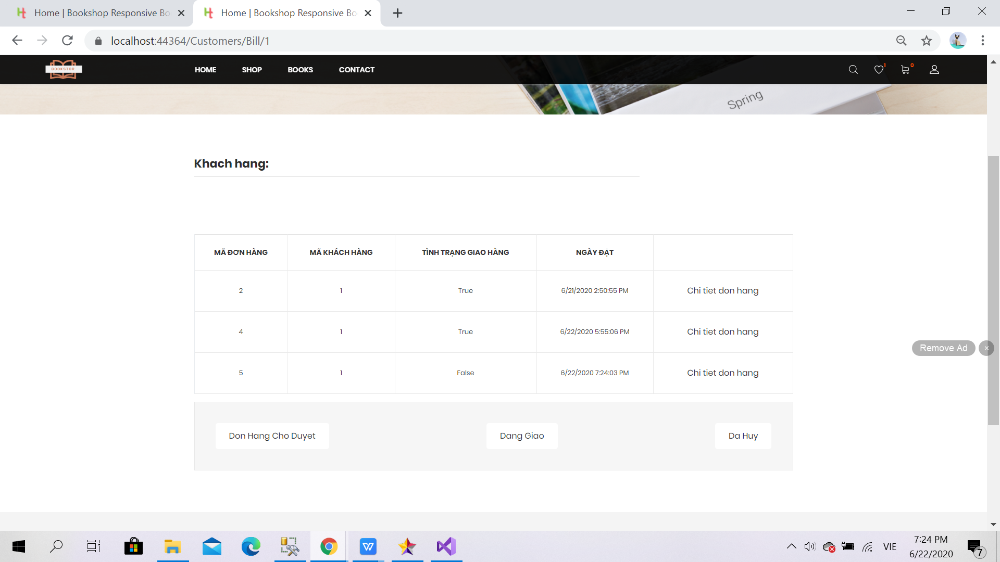 Home | Bookshop Responsive Bo
Home | Bookshop Responsive Bo
localhost:44364/Customers/Bill/1
BOOKSTOR
HOME SHOP BOOKS CONTACT
1
0
Spring
Khach hang:
MÃ ĐƠN HÀNG MÃ KHÁCH HÀNG TÌNH TRẠNG GIAO HÀNG NGÀY ĐẶT
2 1 True 6/21/2020 2:50:55 PM Chi tiet don hang
4 1 True 6/22/2020 5:55:06 PM Chi tiet don hang
Remove Ad ×
5 1 False 6/22/2020 7:24:03 PM Chi tiet don hang
Don Hang Cho Duyet Dang Giao Da Huy
VIE
7:24 PM
6/22/2020
7